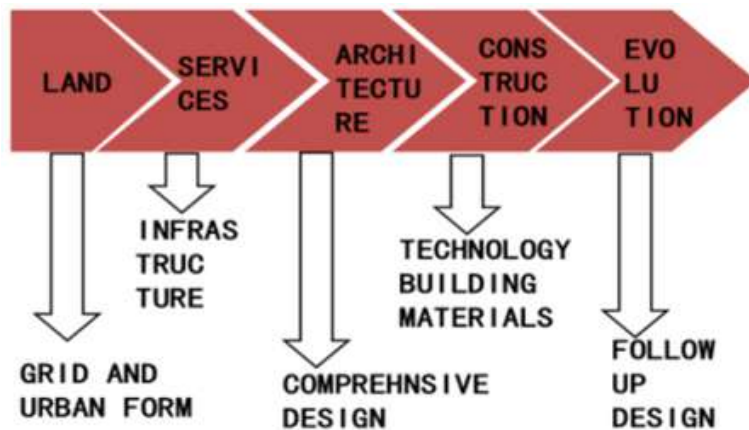 LAND
SERVI
CES
ARCHI
TECTU
RE
CONS
TRUC
TION
EVO
LU
TION
INFRAS
TRUC
TURE
TECHNOLOGY
BUILDING
MATERIALS
GRID AND
URBAN FORM
COMPREHNSIVE
DESIGN
FOLLOW
UP
DESIGN